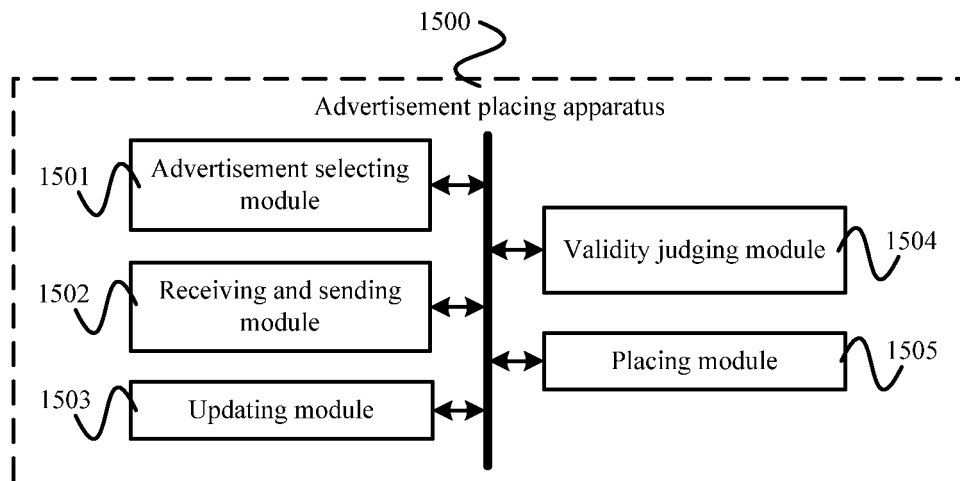 1500
Advertisement placing apparatus
1501
Advertisement selecting
module
1502
Receiving and sending
module
1503
Updating module
Validity judging module
1504
Placing module
1505